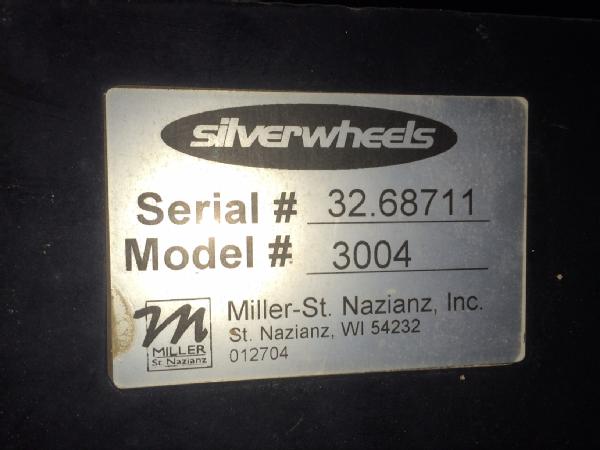 silverwheels
Serial # 32.68711
Model # 3004
m
MILLER
St. Nazianz
Miller-St. Nazianz, Inc.
St. Nazianz, WI 54232
012704